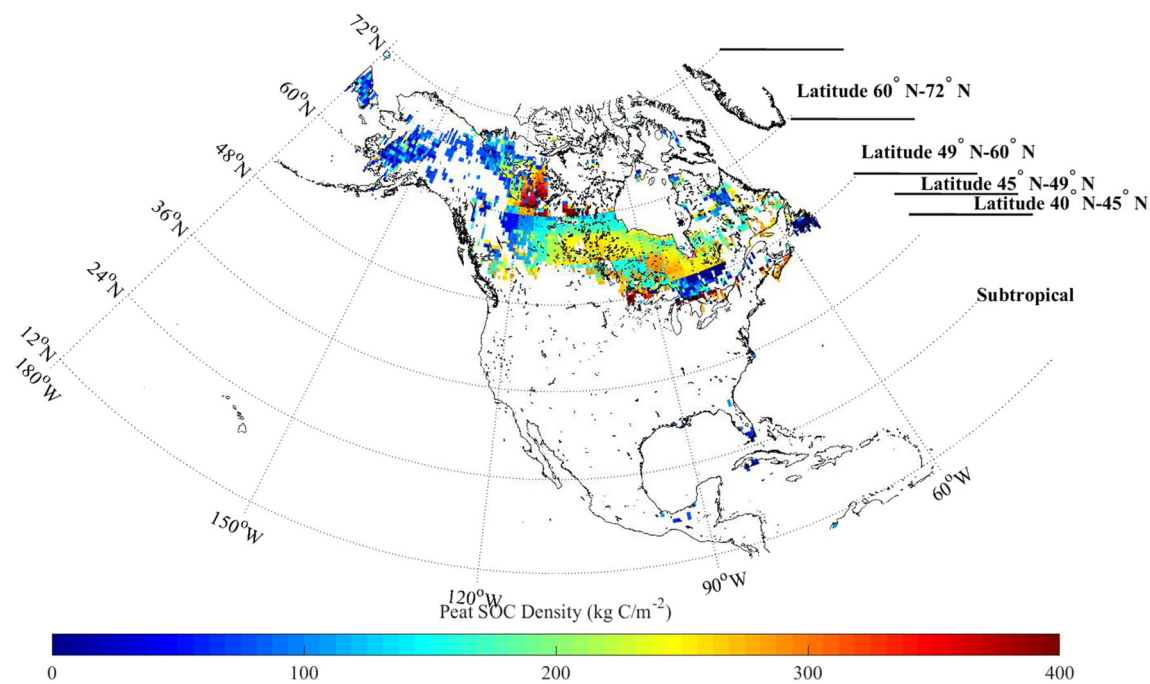 72°N
60°N
48°N
36°N
24°N
12°N
180°W
150°W
120°W
90°W
60°W
Latitude 60° N-72° N
Latitude 49° N-60° N
Latitude 45° N-49° N
Latitude 40° N-45° N
Subtropical
Peat SOC Density (kg C/m⁻²)
0 100 200 300 400